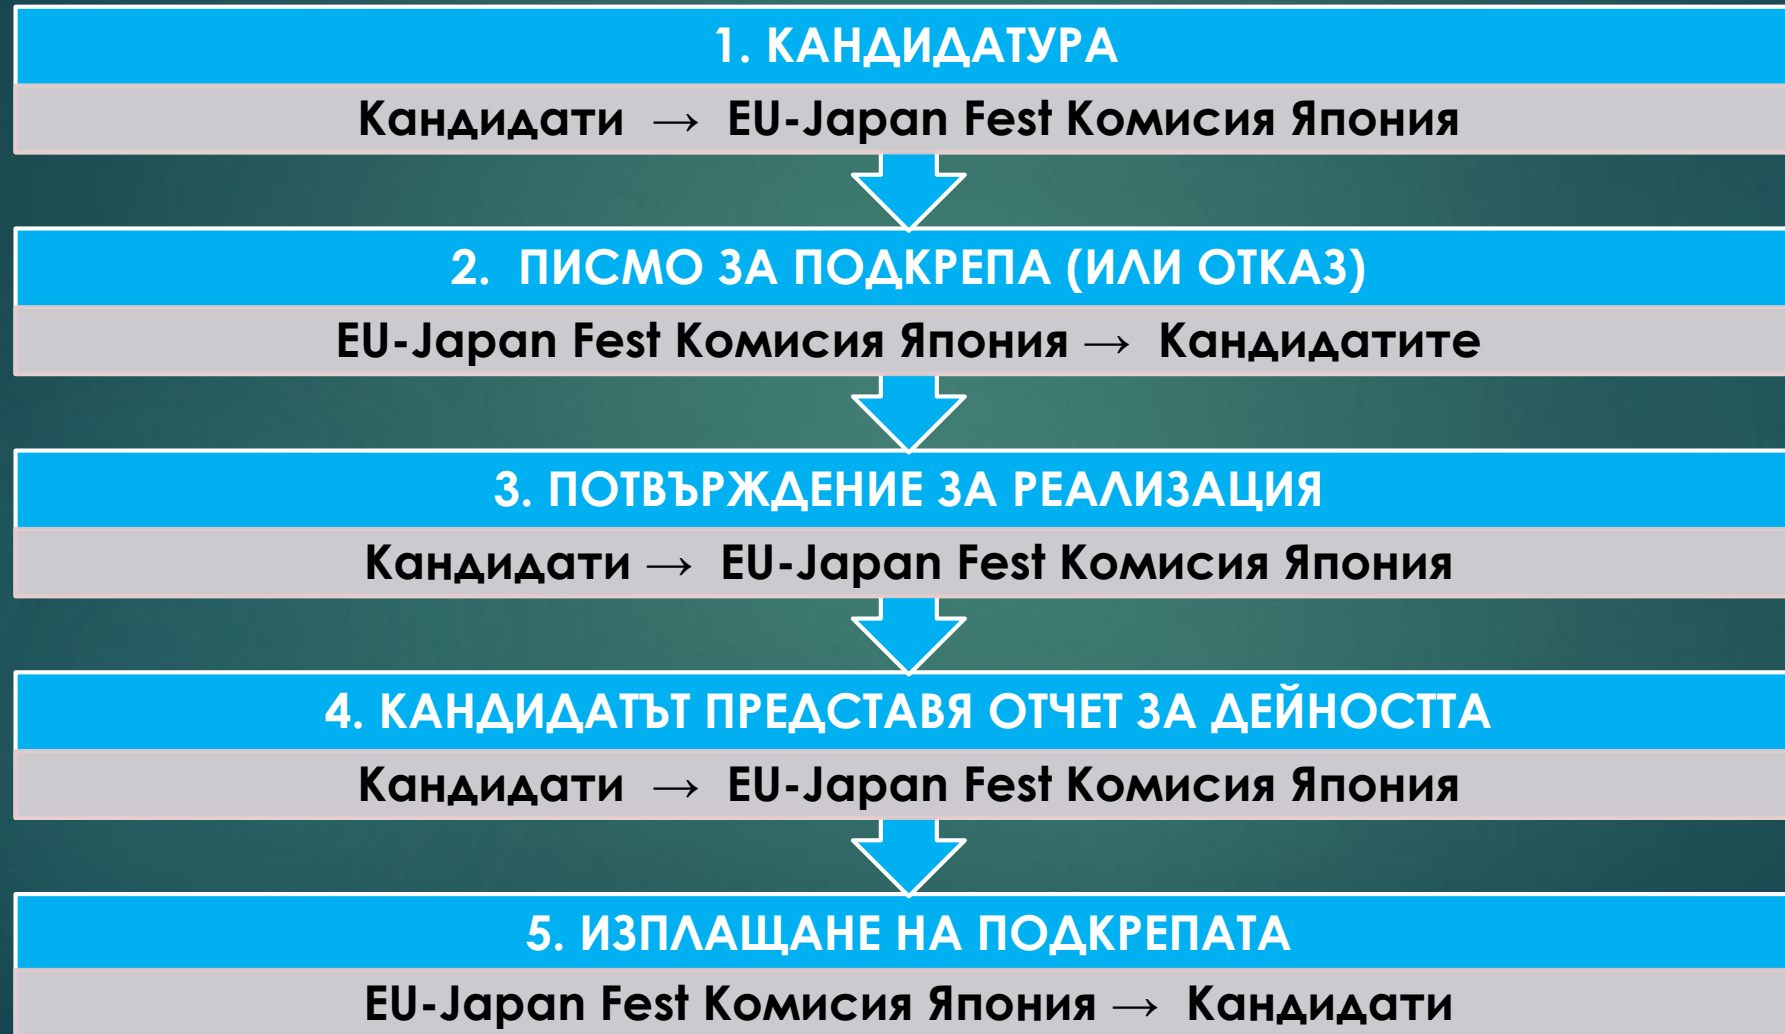 1. КАНДИДАТУРА
Кандидати → EU-Japan Fest Комисия Япония
2. ПИСМО ЗА ПОДКРЕПА (ИЛИ ОТКАЗ)
EU-Japan Fest Комисия Япония → Кандидатите
3. ПОТВЪРЖДЕНИЕ ЗА РЕАЛИЗАЦИЯ
Кандидати → EU-Japan Fest Комисия Япония
4. КАНДИДАТЪТ ПРЕДСТАВЯ ОТЧЕТ ЗА ДЕЙНОСТТА
Кандидати → EU-Japan Fest Комисия Япония
5. ИЗПЛАЩАНЕ НА ПОДКРЕПАТА
EU-Japan Fest Комисия Япония → Кандидати